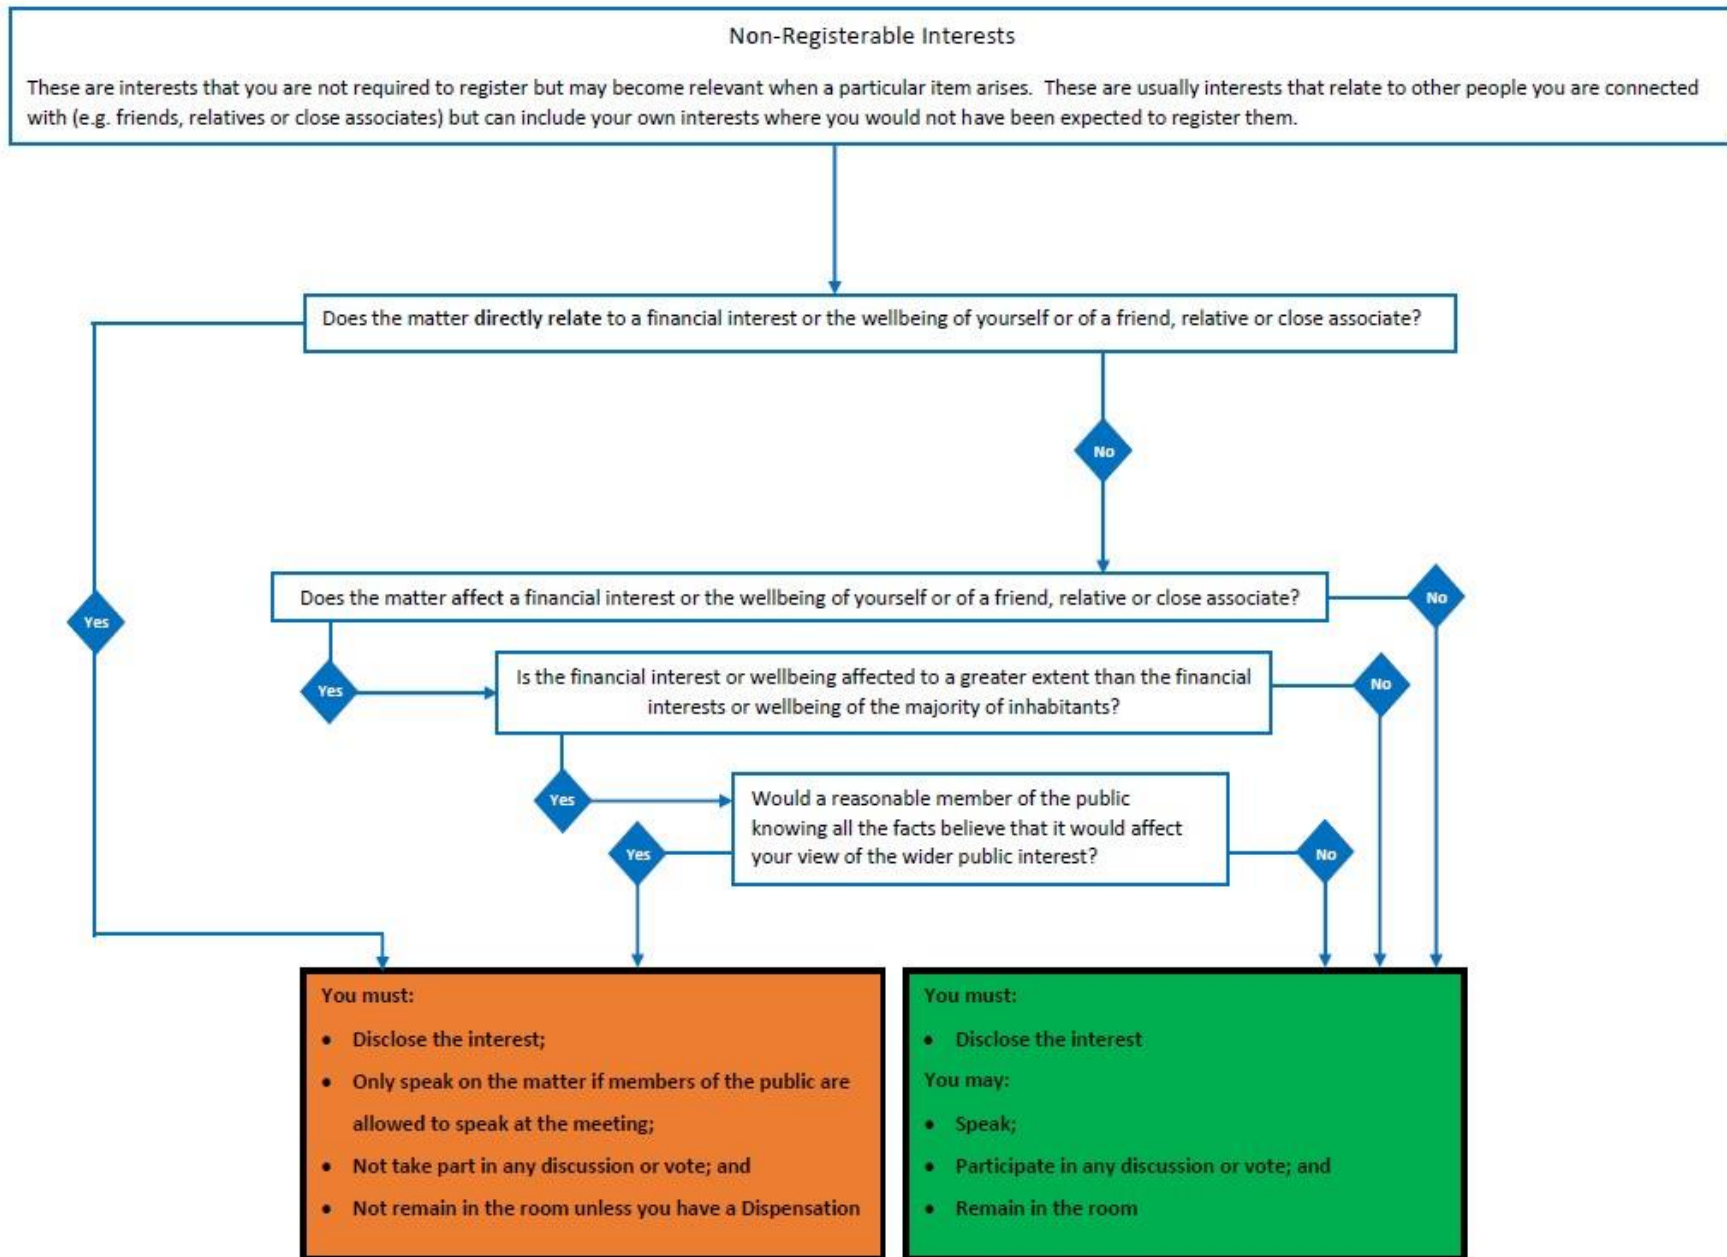 Non-Registerable Interests
These are interests that you are not required to register but may become relevant when a particular item arises.  These are usually interests that relate to other people you are connected
with (e.g. friends, relatives or close associates) but can include your own interests where you would not have been expected to register them.
Does the matter directly relate to a financial interest or the wellbeing of yourself or of a friend, relative or close associate?
No
Does the matter affect a financial interest or the wellbeing of yourself or of a friend, relative or close associate?
No
Yes
Yes
Is the financial interest or wellbeing affected to a greater extent than the financial
interests or wellbeing of the majority of inhabitants?
No
Yes
Would a reasonable member of the public
knowing all the facts believe that it would affect
your view of the wider public interest?
Yes
No
You must:
• Disclose the interest;
• Only speak on the matter if members of the public are
allowed to speak at the meeting;
• Not take part in any discussion or vote; and
• Not remain in the room unless you have a Dispensation
You must:
• Disclose the interest
You may:
• Speak;
• Participate in any discussion or vote; and
• Remain in the room